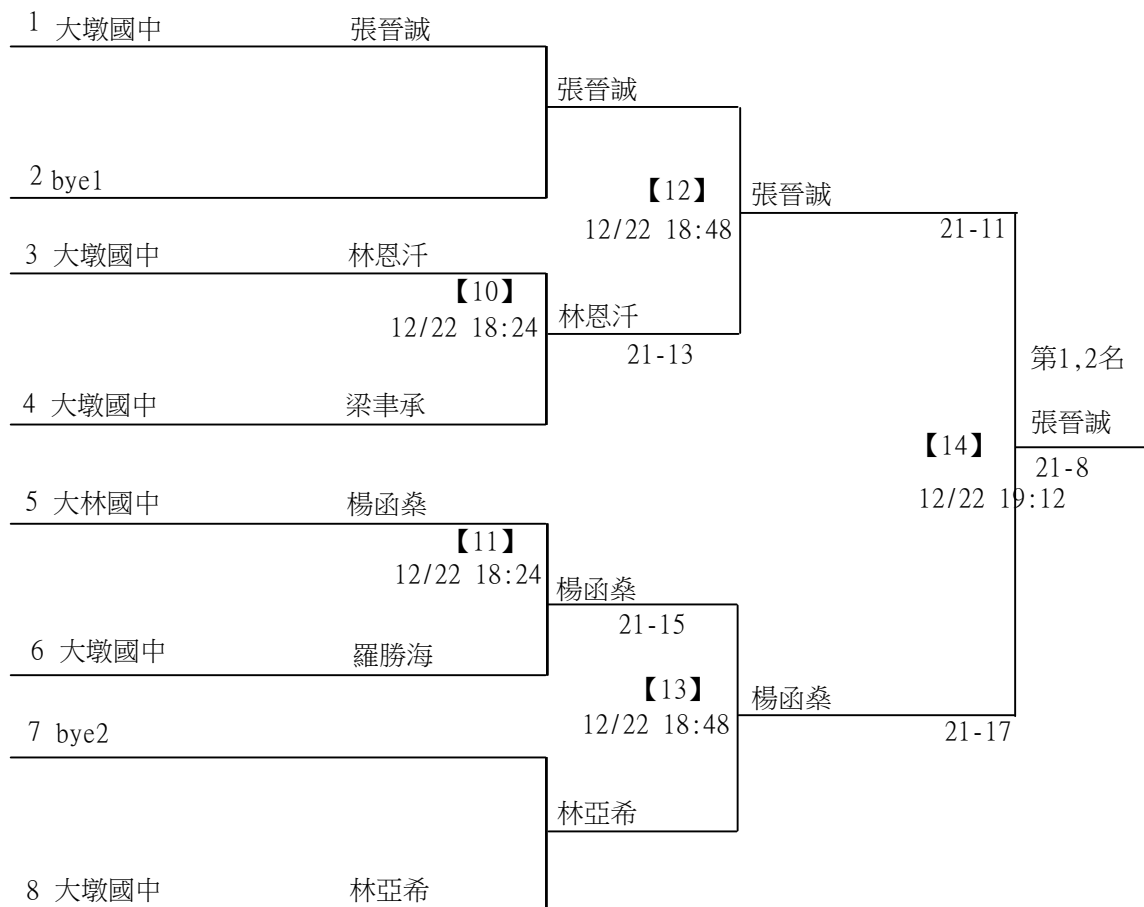 1 大墩國中 張晉誠
張晉誠
2 bye1
【12】
張晉誠
12/22 18:48
21-11
3 大墩國中 林恩汘
【10】
12/22 18:24
林恩汘
21-13
第1,2名
4 大墩國中 梁聿承
張晉誠
【14】
21-8
12/22 19:12
5 大林國中 楊函燊
【11】
12/22 18:24
楊函燊
21-15
6 大墩國中 羅勝海
【13】
楊函燊
12/22 18:48
21-17
7 bye2
林亞希
8 大墩國中 林亞希